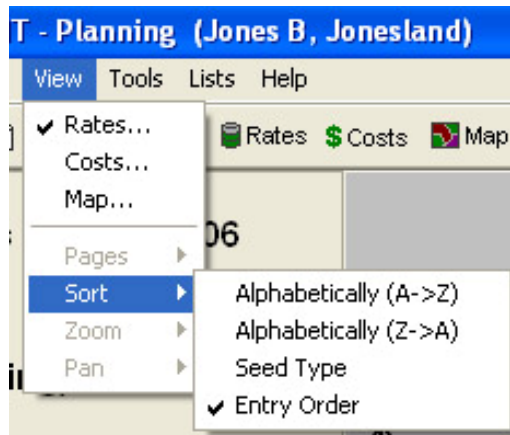 T - Planning (Jones B, Jonesland)
View Tools Lists Help
Rates... Rates $ Costs Map
Costs...
Map...
06
Pages
Sort Alphabetically (A->Z)
Zoom Alphabetically (Z->A)
Pan Seed Type
Entry Order